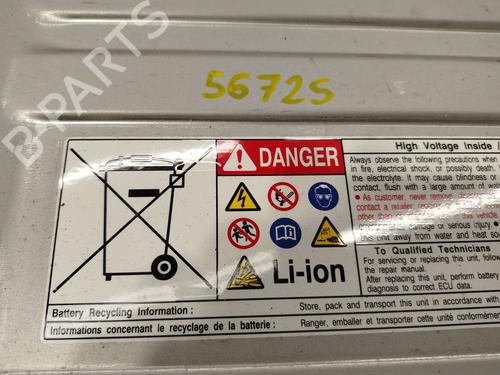 B-PARTS
56725
DANGER
Li-ion
High Voltage Inside /
Always observe the following precautions when
in fire, electrical shock, or possibly death.
the electrolyte. It may cause blindness or
contact, flush with a large amount of
As customer, never remove,
contact a retailer,
other than
damage or serious injury.
this unit away from water and heat
To Qualified Technicians
For servicing or replacing this unit, follow
the repair manual.
After replacing this unit, perform battery
diagnosis to correct ECU data.
Battery Recycling Information :
Store, pack and transport this unit in accordance with
Informations concernant le recyclage de la batterie :
Ranger, emballer et transporter cette unité conformément